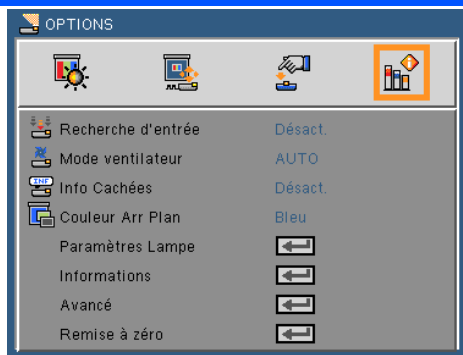 OPTIONS
Recherche d'entrée Désact.
Mode ventilateur AUTO
INF Info Cachées Désact.
Couleur Arr Plan Bleu
Paramètres Lampe
Informations
Avancé
Remise à zéro